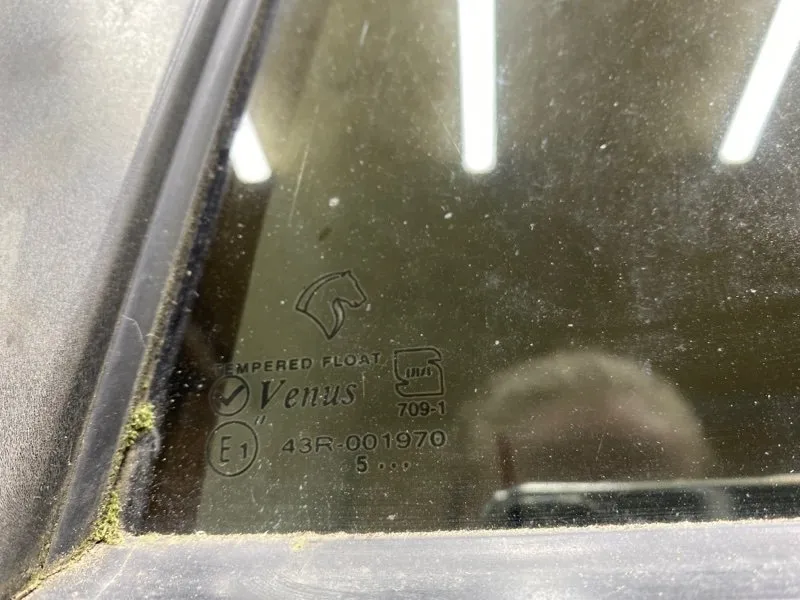 TEMPERED FLOAT
Venus
709-1
E1 43R-001970
5 ...